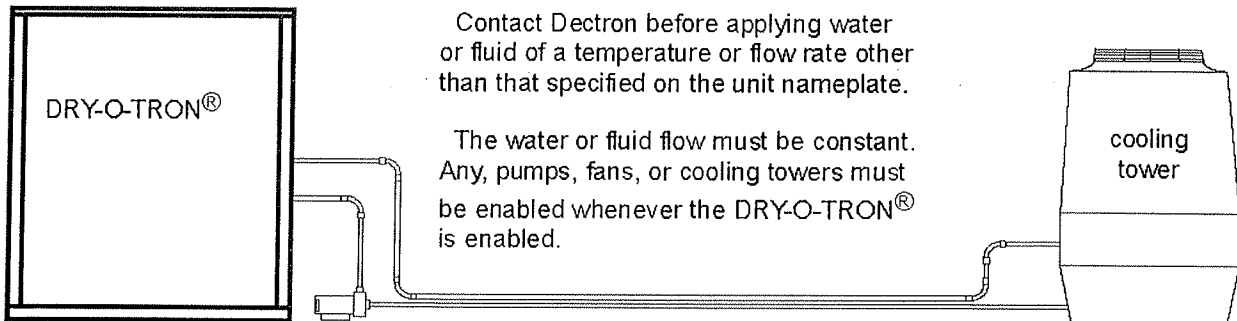 DRY-O-TRON®
Contact Dectron before applying water
or fluid of a temperature or flow rate other
than that specified on the unit nameplate.
The water or fluid flow must be constant.
Any, pumps, fans, or cooling towers must
be enabled whenever the DRY-O-TRON®
is enabled.
cooling
tower